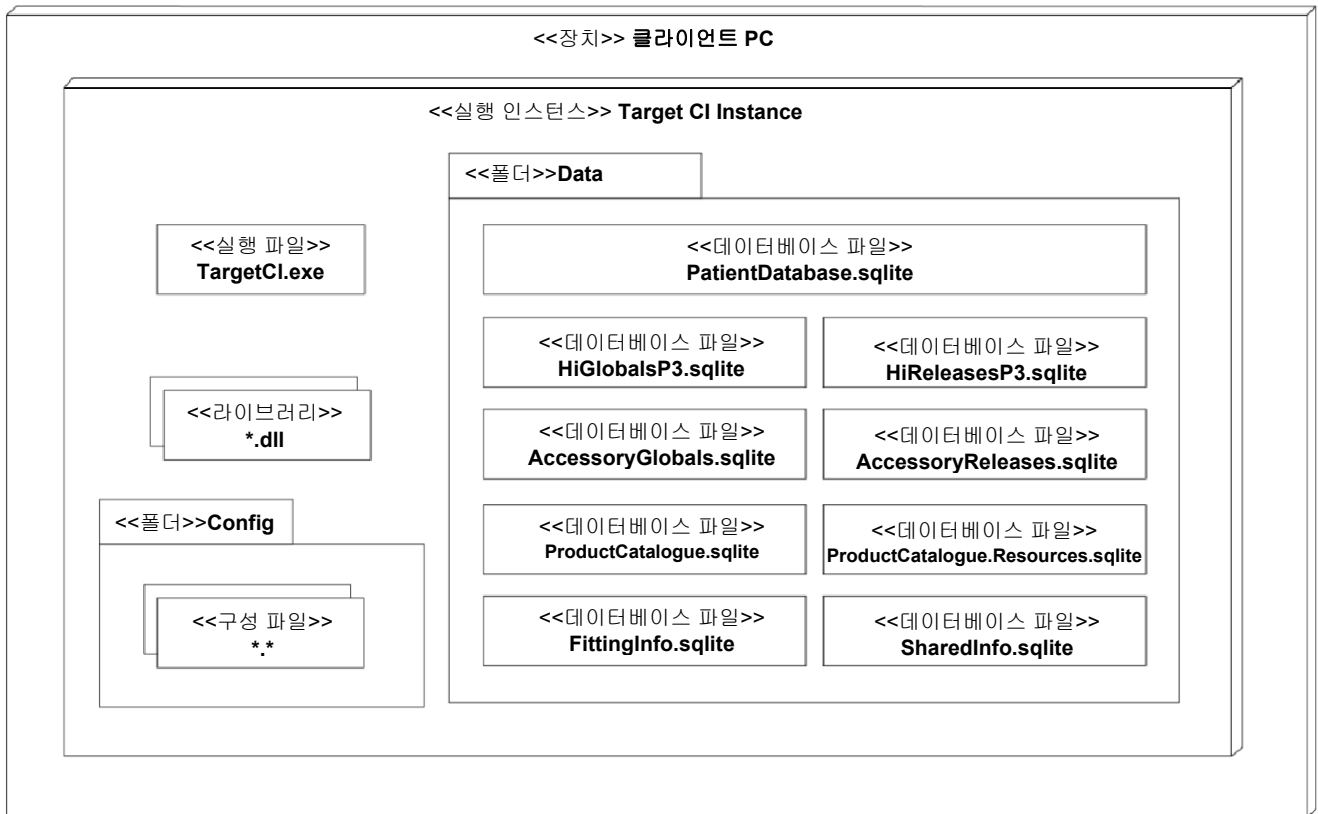 <<장치>> 클라이언트 PC
<<실행 인스턴스>> Target CI Instance
<<폴더>>Data
<<실행 파일>>
TargetCI.exe
<<데이터베이스 파일>>
PatientDatabase.sqlite
<<데이터베이스 파일>>
HiGlobalsP3.sqlite
<<데이터베이스 파일>>
HiReleasesP3.sqlite
<<라이브러리>>
*.dll
<<데이터베이스 파일>>
AccessoryGlobals.sqlite
<<데이터베이스 파일>>
AccessoryReleases.sqlite
<<폴더>>Config
<<데이터베이스 파일>>
ProductCatalogue.sqlite
<<데이터베이스 파일>>
ProductCatalogue.Resources.sqlite
<<구성 파일>>
*.*
<<데이터베이스 파일>>
FittingInfo.sqlite
<<데이터베이스 파일>>
SharedInfo.sqlite